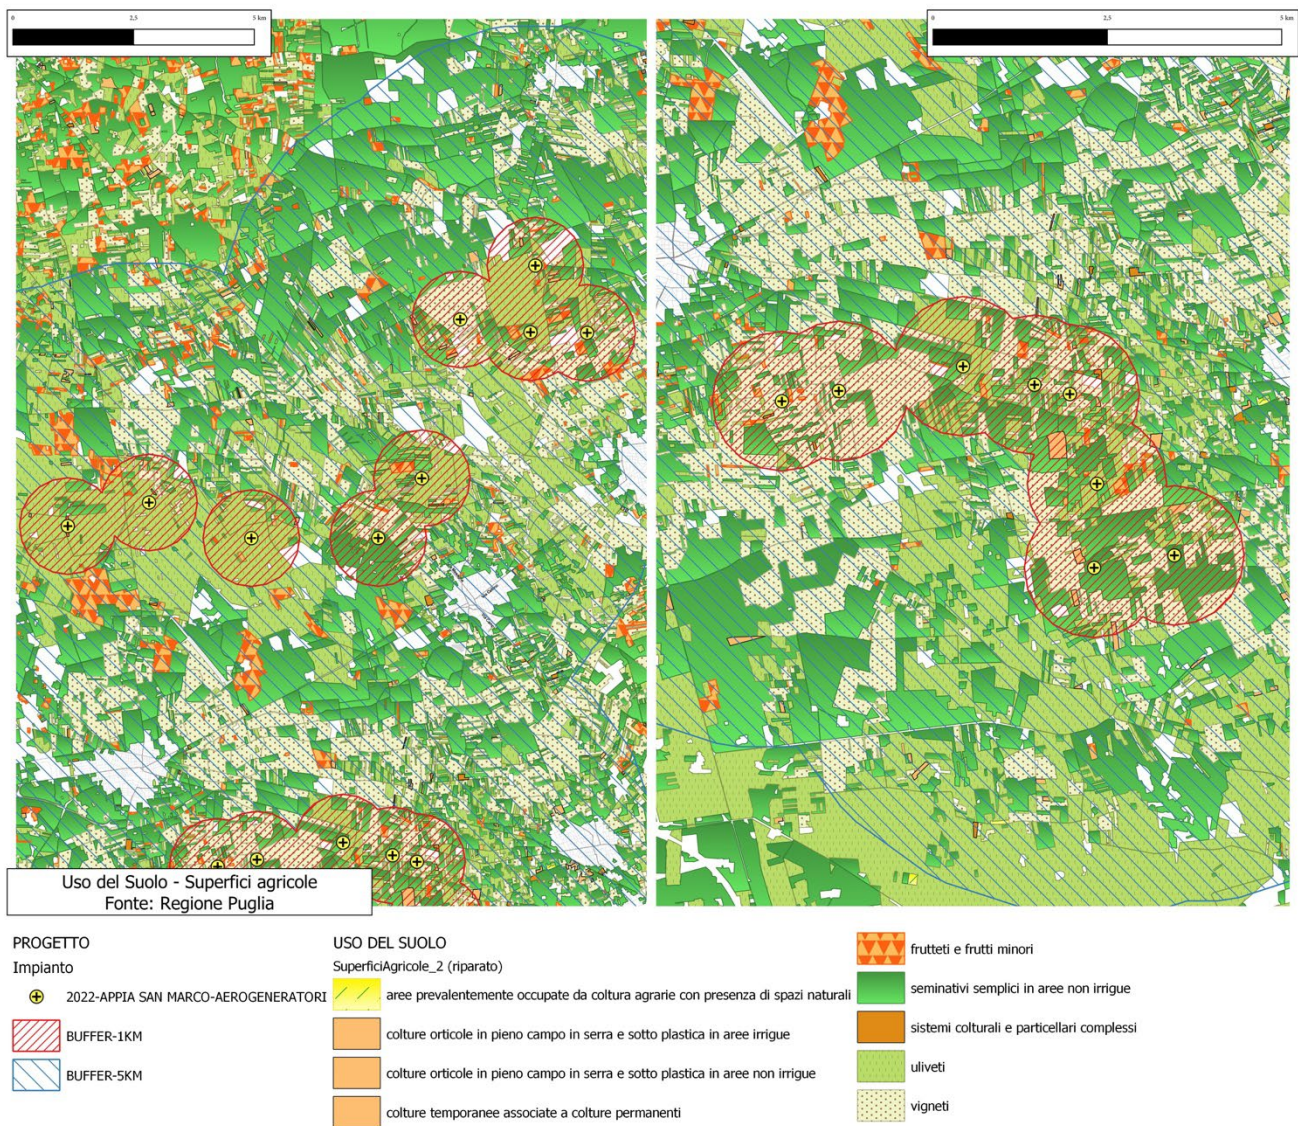 0 2,5 5 km
0 2,5 5 km
Uso del Suolo - Superfici agricole
Fonte: Regione Puglia
PROGETTO
Impianto
2022-APPIA SAN MARCO-AEROGENERATORI
BUFFER-1KM
BUFFER-5KM
USO DEL SUOLO
SuperficiAgricole_2 (riparato)
aree prevalentemente occupate da coltura agrarie con presenza di spazi naturali
colture orticole in pieno campo in serra e sotto plastica in aree irrigue
colture orticole in pieno campo in serra e sotto plastica in aree non irrigue
colture temporanee associate a colture permanenti
frutteti e frutti minori
seminativi semplici in aree non irrigue
sistemi colturali e particellari complessi
uliveti
vigneti